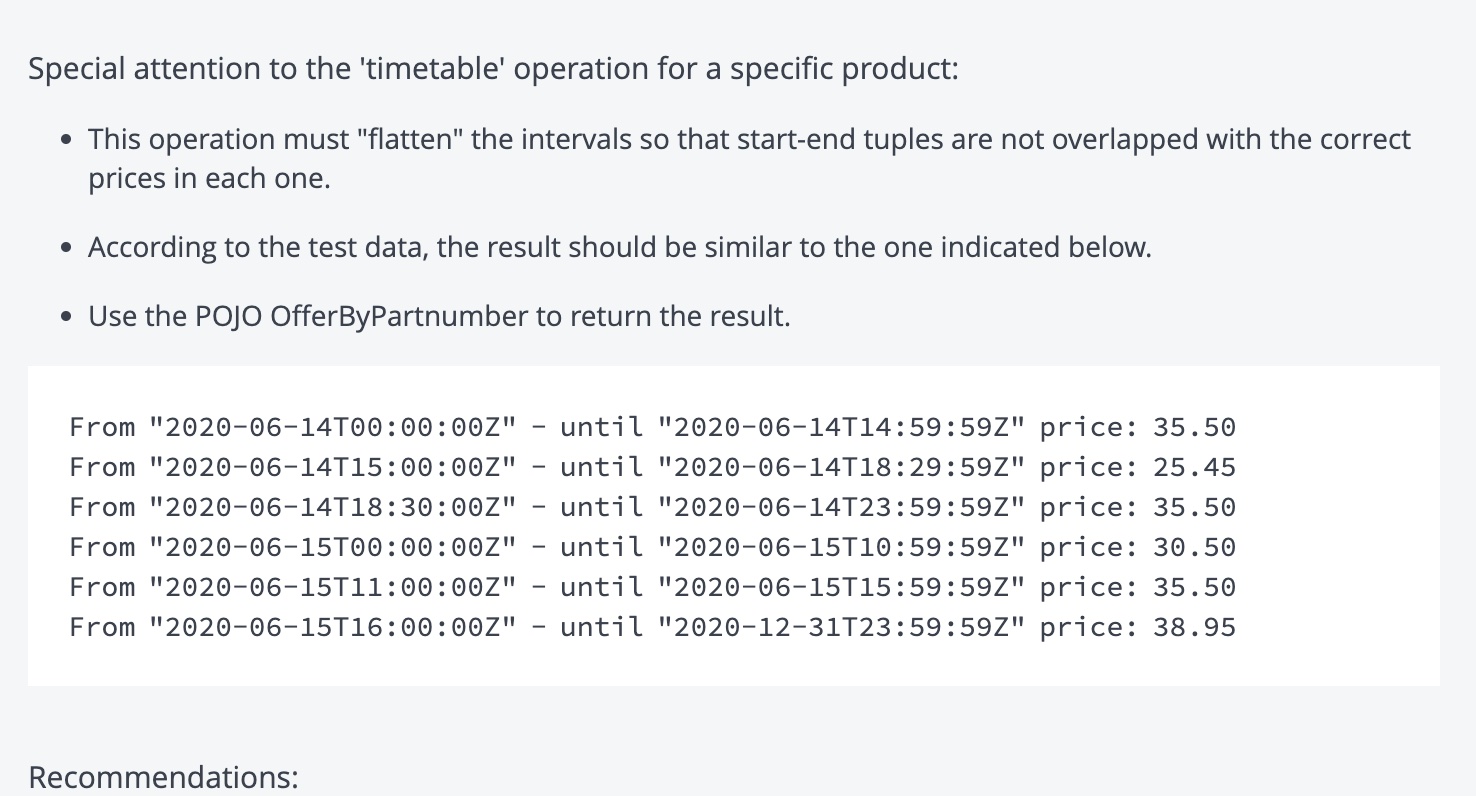 Special attention to the 'timetable' operation for a specific product:
• This operation must "flatten" the intervals so that start-end tuples are not overlapped with the correct
prices in each one.
• According to the test data, the result should be similar to the one indicated below.
• Use the POJO OfferByPartnumber to return the result.
From "2020-06-14T00:00:00Z" - until "2020-06-14T14:59:59Z" price: 35.50
From "2020-06-14T15:00:00Z" - until "2020-06-14T18:29:59Z" price: 25.45
From "2020-06-14T18:30:00Z" - until "2020-06-14T23:59:59Z" price: 35.50
From "2020-06-15T00:00:00Z" - until "2020-06-15T10:59:59Z" price: 30.50
From "2020-06-15T11:00:00Z" - until "2020-06-15T15:59:59Z" price: 35.50
From "2020-06-15T16:00:00Z" - until "2020-12-31T23:59:59Z" price: 38.95
Recommendations: